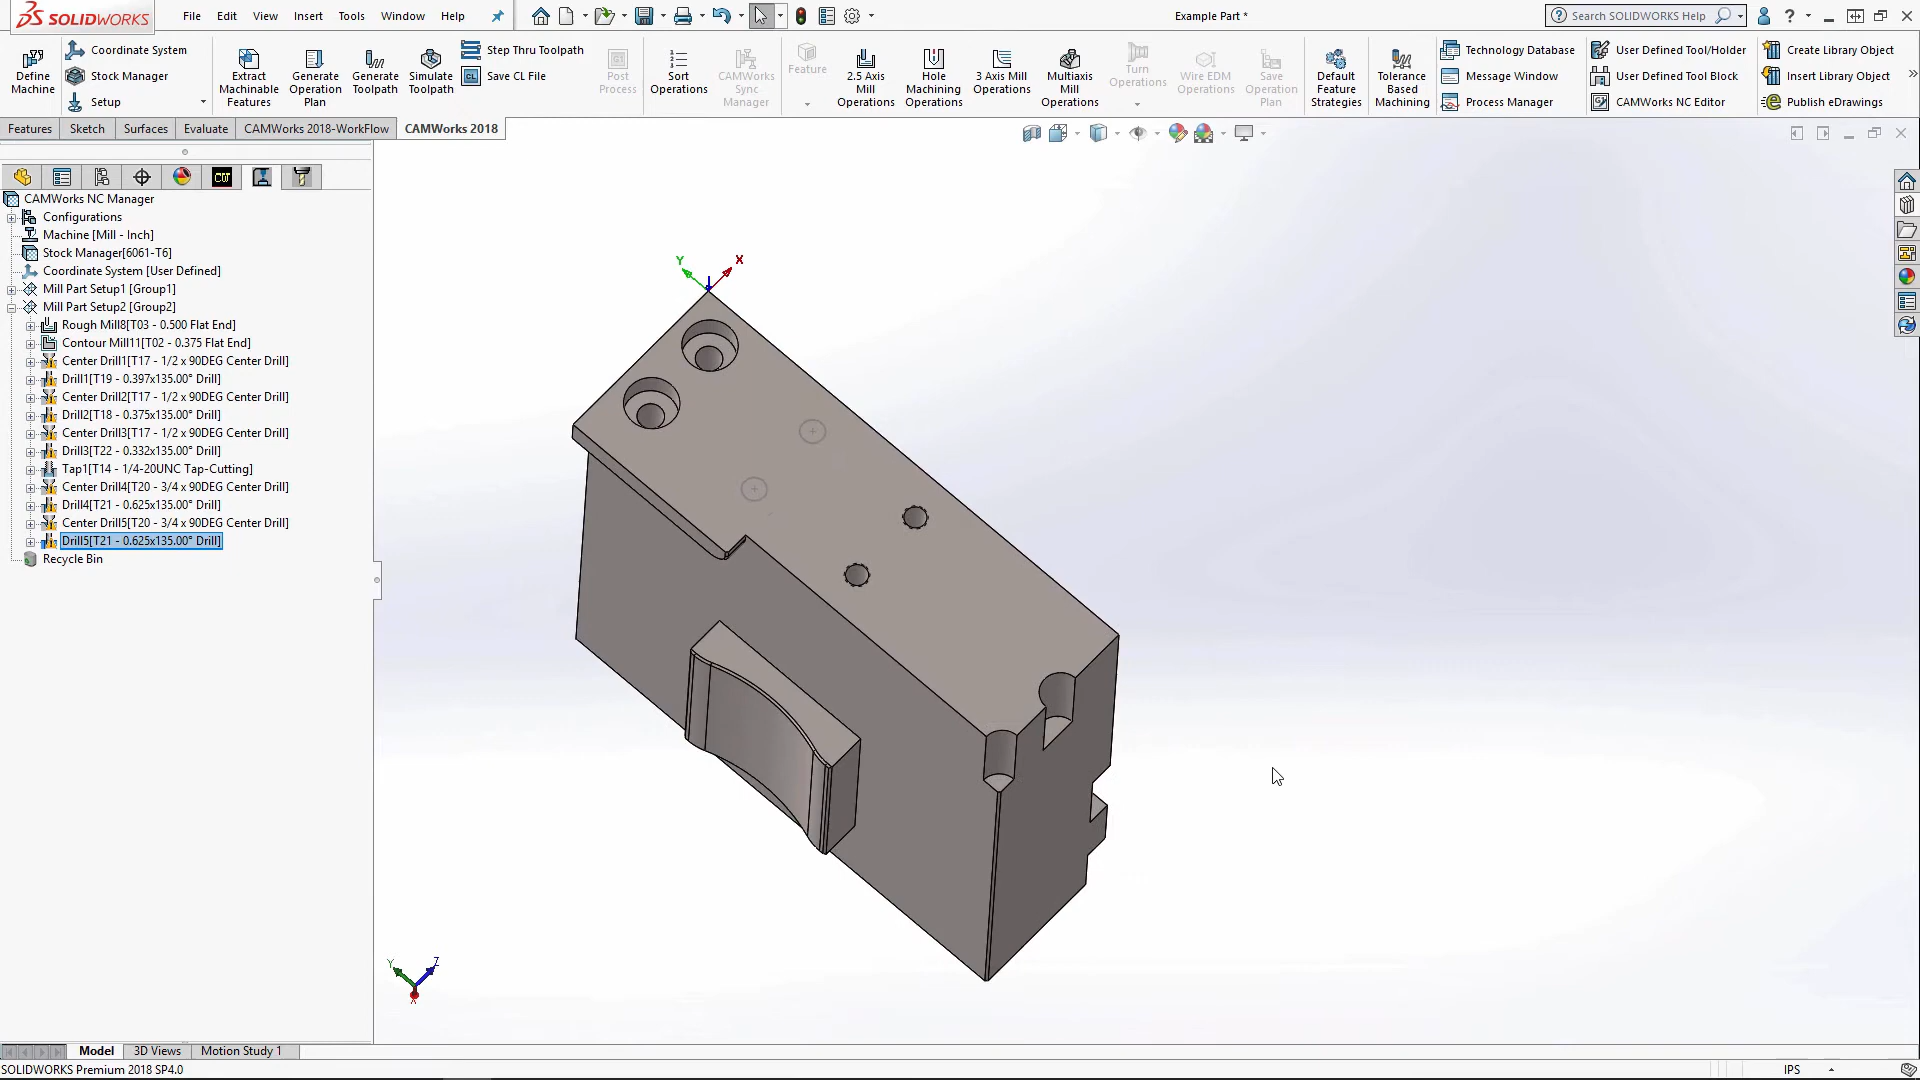 SOLIDWORKS File Edit View Insert Tools Window Help Example Part * Search SOLIDWORKS Help ?
Define Machine
Coordinate System
Stock Manager
Setup
Extract Machinable Features
Generate Operation Plan
Generate Toolpath
Simulate Toolpath
Step Thru Toolpath
CL Save CL File
G1 Post Process
Sort Operations
CAMWorks Sync Manager
Feature
2.5 Axis Mill Operations
Hole Machining Operations
3 Axis Mill Operations
Multiaxis Mill Operations
Turn Operations
Wire EDM Operations
Save Operation Plan
Default Feature Strategies
Tolerance Based Machining
Technology Database
Message Window
Process Manager
User Defined Tool/Holder
User Defined Tool Block
CAMWorks NC Editor
Create Library Object
Insert Library Object
Publish eDrawings
Features Sketch Surfaces Evaluate CAMWorks 2018-WorkFlow CAMWorks 2018
CW
CAMWorks NC Manager
Configurations
Machine [Mill - Inch]
Stock Manager[6061-T6]
Coordinate System [User Defined]
Mill Part Setup1 [Group1]
Mill Part Setup2 [Group2]
Rough Mill8[T03 - 0.500 Flat End]
Contour Mill11[T02 - 0.375 Flat End]
Center Drill1[T17 - 1/2 x 90DEG Center Drill]
Drill1[T19 - 0.397x135.00° Drill]
Center Drill2[T17 - 1/2 x 90DEG Center Drill]
Drill2[T18 - 0.375x135.00° Drill]
Center Drill3[T17 - 1/2 x 90DEG Center Drill]
Drill3[T22 - 0.332x135.00° Drill]
Tap1[T14 - 1/4-20UNC Tap-Cutting]
Center Drill4[T20 - 3/4 x 90DEG Center Drill]
Drill4[T21 - 0.625x135.00° Drill]
Center Drill5[T20 - 3/4 x 90DEG Center Drill]
Drill5[T21 - 0.625x135.00° Drill]
Recycle Bin
Y X
Y Z
X
Model 3D Views Motion Study 1
SOLIDWORKS Premium 2018 SP4.0 IPS